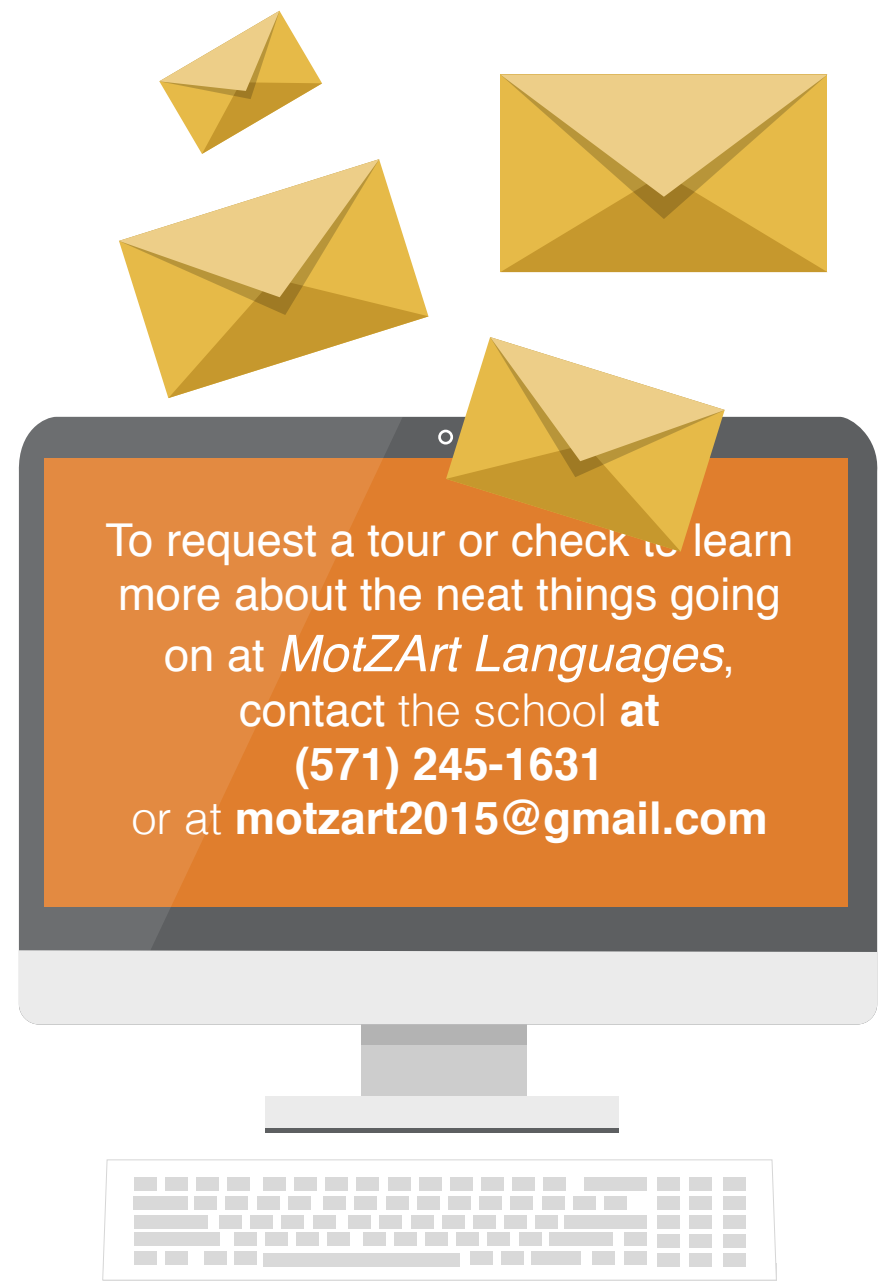 To request a tour or check to learn
more about the neat things going
on at MotZArt Languages,
contact the school at
(571) 245-1631
or at motzart2015@gmail.com